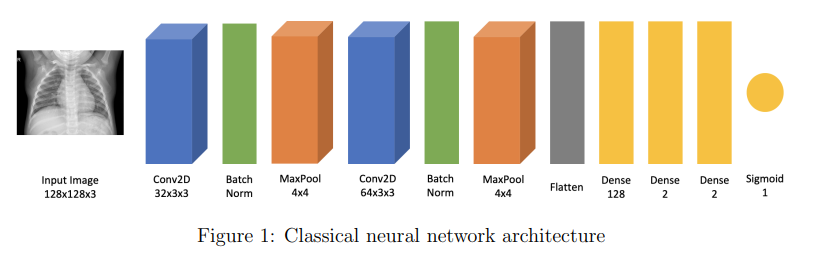 Input Image
128x128x3
Conv2D
32x3x3
Batch
Norm
MaxPool
4x4
Conv2D
64x3x3
Batch
Norm
MaxPool
4x4
Flatten
Dense
128
Dense
2
Dense
2
Sigmoid
1
Figure 1: Classical neural network architecture